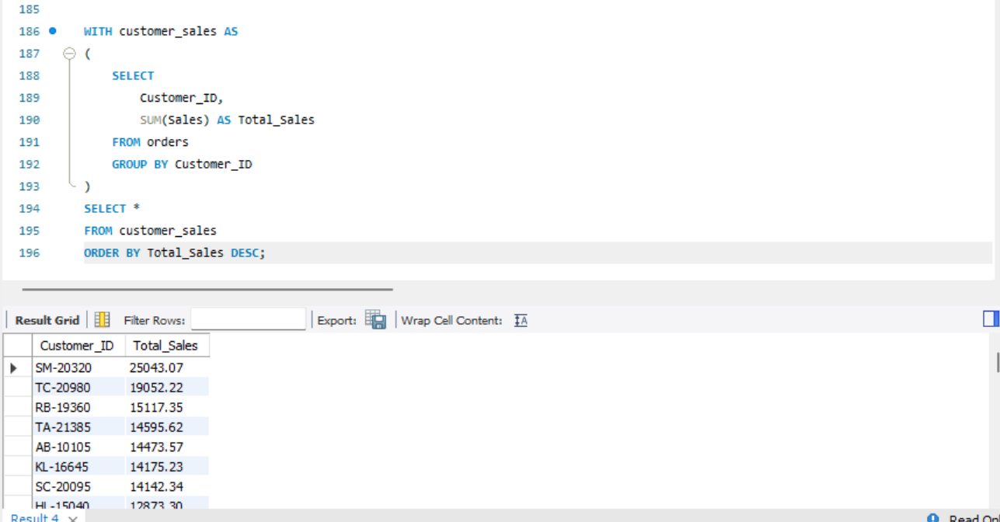 185
186 WITH customer_sales AS
187 (
188 SELECT
189 Customer_ID,
190 SUM(Sales) AS Total_Sales
191 FROM orders
192 GROUP BY Customer_ID
193 )
194 SELECT *
195 FROM customer_sales
196 ORDER BY Total_Sales DESC;
Result Grid Filter Rows: Export: Wrap Cell Content: IA
Customer_ID Total_Sales
SM-20320 25043.07
TC-20980 19052.22
RB-19360 15117.35
TA-21385 14595.62
AB-10105 14473.57
KL-16645 14175.23
SC-20095 14142.34
HL-15040 12873.30
Result 4 × Read On